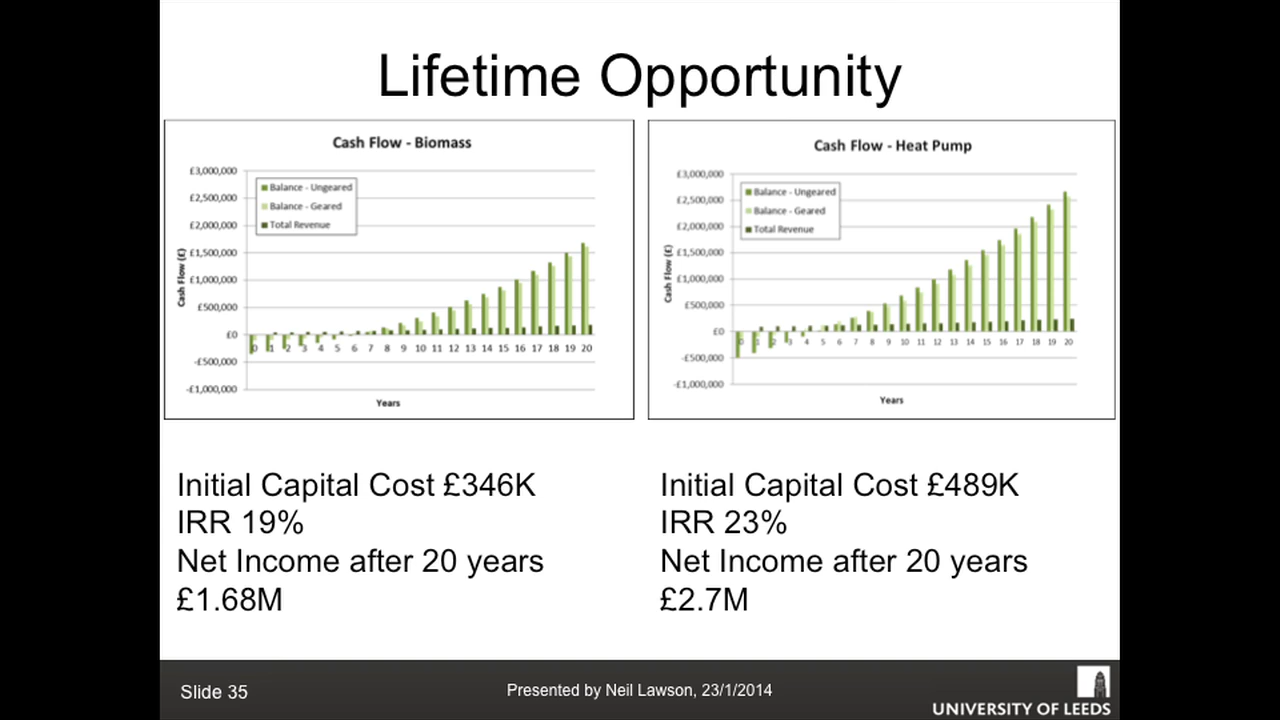 Lifetime Opportunity
Cash Flow - Biomass
£3,000,000
£2,500,000
£2,000,000
£1,500,000
£1,000,000
£500,000
£0
-£500,000
-£1,000,000
Cash Flow (£)
Balance - Ungeared
Balance - Geared
Total Revenue
0 1 2 3 4 5 6 7 8 9 10 11 12 13 14 15 16 17 18 19 20
Years
Cash Flow - Heat Pump
£3,000,000
£2,500,000
£2,000,000
£1,500,000
£1,000,000
£500,000
£0
-£500,000
-£1,000,000
Cash Flow (£)
Balance - Ungeared
Balance - Geared
Total Revenue
0 1 2 3 4 5 6 7 8 9 10 11 12 13 14 15 16 17 18 19 20
Years
Initial Capital Cost £346K
IRR 19%
Net Income after 20 years
£1.68M
Initial Capital Cost £489K
IRR 23%
Net Income after 20 years
£2.7M
Slide 35
Presented by Neil Lawson, 23/1/2014
UNIVERSITY OF LEEDS